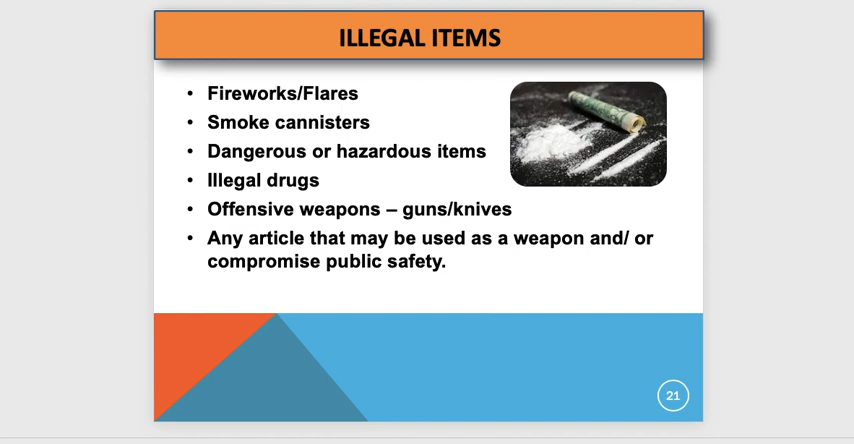 ILLEGAL ITEMS
• Fireworks/Flares
• Smoke cannisters
• Dangerous or hazardous items
• Illegal drugs
• Offensive weapons – guns/knives
• Any article that may be used as a weapon and/ or
compromise public safety.
21